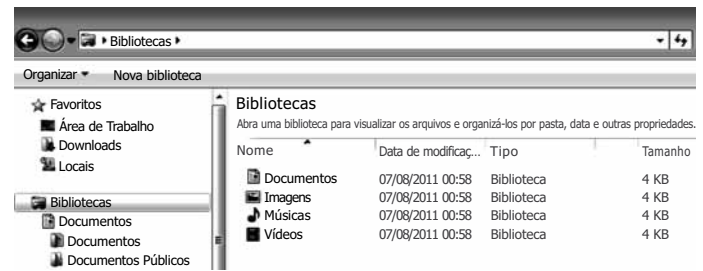 Bibliotecas
Organizar Nova biblioteca
Favoritos
Área de Trabalho
Downloads
Locais
Bibliotecas
Documentos
Documentos
Documentos Públicos
Bibliotecas
Abra uma biblioteca para visualizar os arquivos e organizá-los por pasta, data e outras propriedades.
Nome Data de modificaç... Tipo Tamanho
Documentos 07/08/2011 00:58 Biblioteca 4 KB
Imagens 07/08/2011 00:58 Biblioteca 4 KB
Músicas 07/08/2011 00:58 Biblioteca 4 KB
Vídeos 07/08/2011 00:58 Biblioteca 4 KB